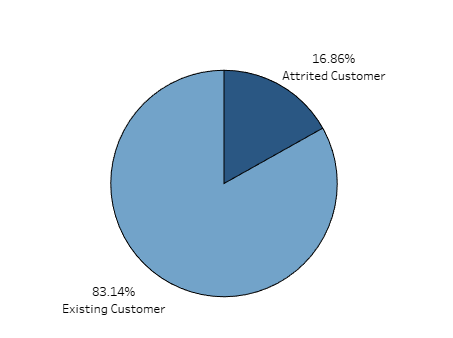 16.86%
Attrited Customer
83.14%
Existing Customer